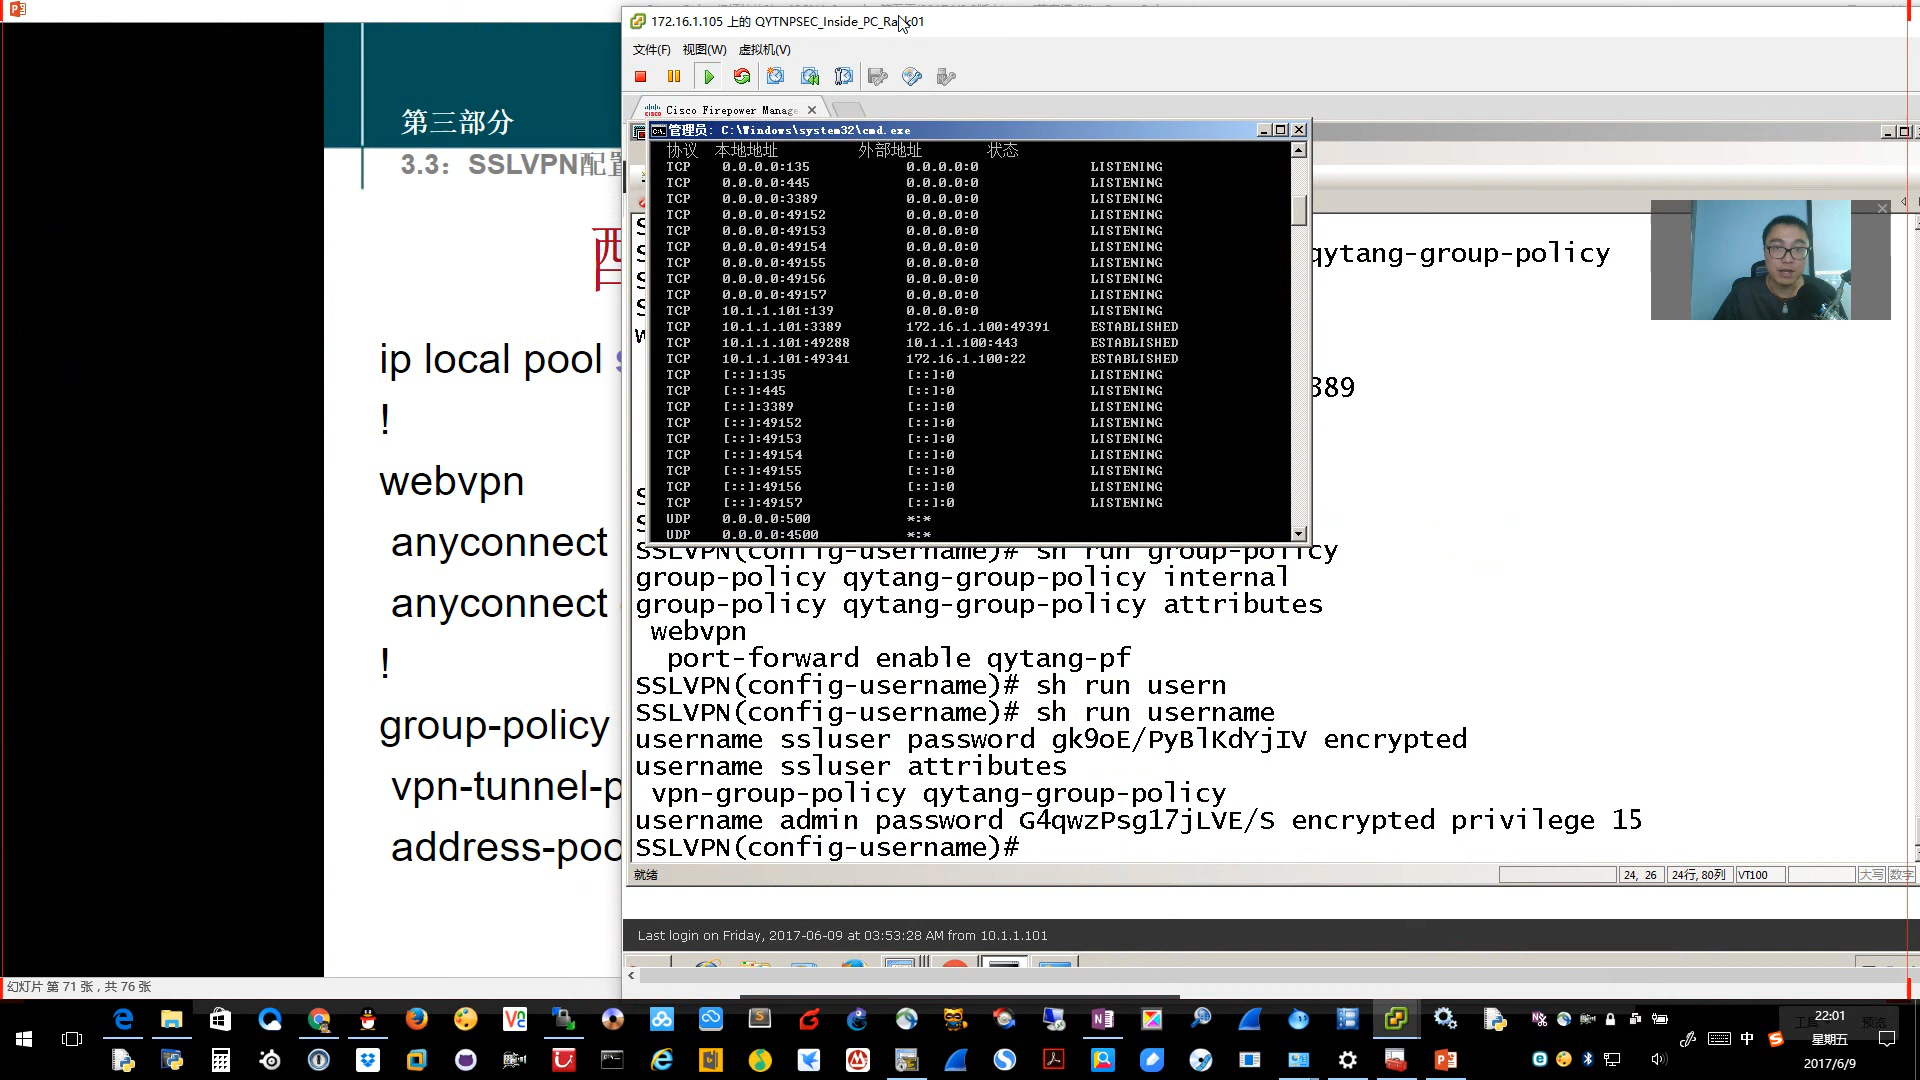 172.16.1.105 上的 QYTNPSEC_Inside_PC_Rack01
文件(F) 视图(W) 虚拟机(V)
Cisco Firepower Manage
第三部分
3.3：SSLVPN配置
ip local pool
!
webvpn
anyconnect
anyconnect
!
group-policy
vpn-tunnel-p
address-poo
幻灯片 第 71 张，共 76 张
管理员: C:\Windows\system32\cmd.exe
协议 本地地址 外部地址 状态
TCP 0.0.0.0:135 0.0.0.0:0 LISTENING
TCP 0.0.0.0:445 0.0.0.0:0 LISTENING
TCP 0.0.0.0:3389 0.0.0.0:0 LISTENING
TCP 0.0.0.0:49152 0.0.0.0:0 LISTENING
TCP 0.0.0.0:49153 0.0.0.0:0 LISTENING
TCP 0.0.0.0:49154 0.0.0.0:0 LISTENING
TCP 0.0.0.0:49155 0.0.0.0:0 LISTENING
TCP 0.0.0.0:49156 0.0.0.0:0 LISTENING
TCP 0.0.0.0:49157 0.0.0.0:0 LISTENING
TCP 10.1.1.101:139 0.0.0.0:0 LISTENING
TCP 10.1.1.101:3389 172.16.1.100:49391 ESTABLISHED
TCP 10.1.1.101:49288 10.1.1.100:443 ESTABLISHED
TCP 10.1.1.101:49341 172.16.1.100:22 ESTABLISHED
TCP [::]:135 [::]:0 LISTENING
TCP [::]:445 [::]:0 LISTENING
TCP [::]:3389 [::]:0 LISTENING
TCP [::]:49152 [::]:0 LISTENING
TCP [::]:49153 [::]:0 LISTENING
TCP [::]:49154 [::]:0 LISTENING
TCP [::]:49155 [::]:0 LISTENING
TCP [::]:49156 [::]:0 LISTENING
TCP [::]:49157 [::]:0 LISTENING
UDP 0.0.0.0:500 *:*
UDP 0.0.0.0:4500 *:*
qytang-group-policy
389
SSLVPN(config-username)# sh run group-policy
group-policy qytang-group-policy internal
group-policy qytang-group-policy attributes
webvpn
port-forward enable qytang-pf
SSLVPN(config-username)# sh run usern
SSLVPN(config-username)# sh run username
username ssluser password gk9oE/PyBlKdYjIV encrypted
username ssluser attributes
vpn-group-policy qytang-group-policy
username admin password G4qwzPsg17jLVE/S encrypted privilege 15
SSLVPN(config-username)#
就绪 24, 26 24行, 80列 VT100 大写 数字
Last login on Friday, 2017-06-09 at 03:53:28 AM from 10.1.1.101
中
22:01
星期五
2017/6/9